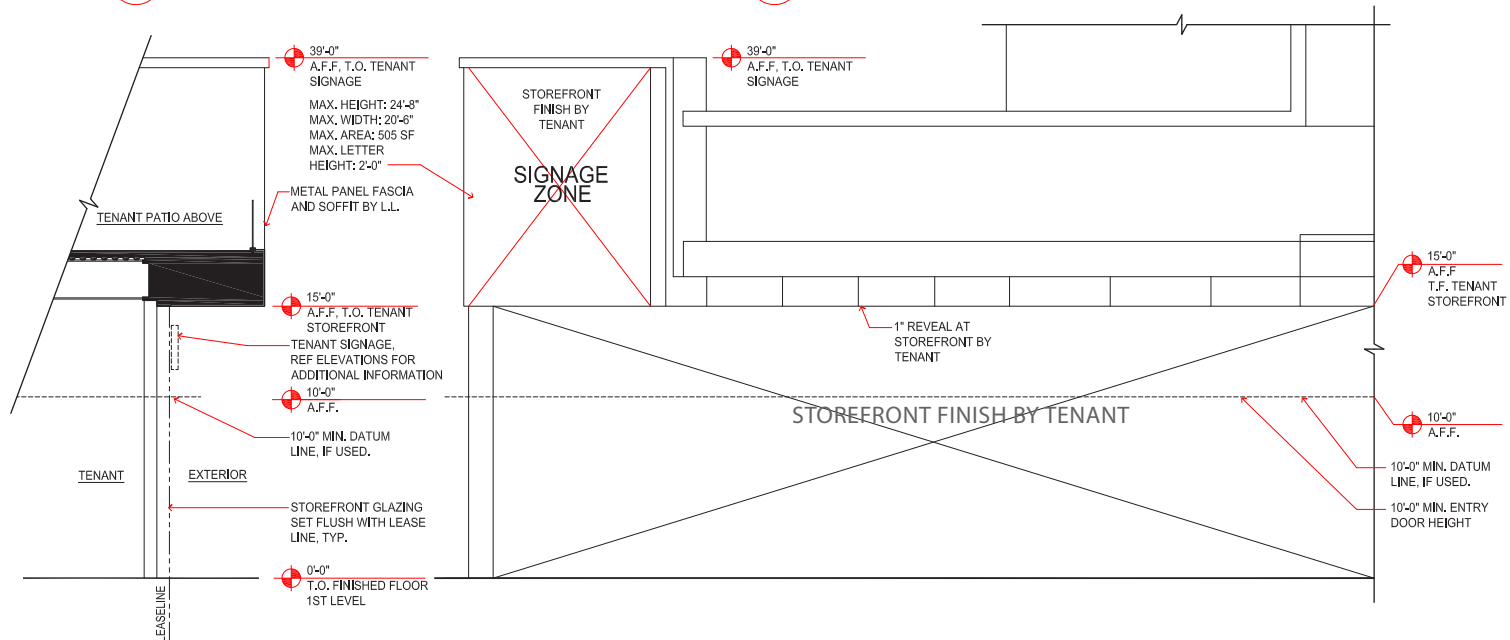 39'-0"
A.F.F, T.O. TENANT
SIGNAGE
MAX. HEIGHT: 24'-8"
MAX. WIDTH: 20'-6"
MAX. AREA: 505 SF
MAX. LETTER
HEIGHT: 2'-0"
METAL PANEL FASCIA
AND SOFFIT BY L.L.
TENANT PATIO ABOVE
15'-0"
A.F.F, T.O. TENANT
STOREFRONT
TENANT SIGNAGE,
REF ELEVATIONS FOR
ADDITIONAL INFORMATION
10'-0"
A.F.F.
10'-0" MIN. DATUM
LINE, IF USED.
TENANT
EXTERIOR
STOREFRONT GLAZING
SET FLUSH WITH LEASE
LINE, TYP.
0'-0"
T.O. FINISHED FLOOR
1ST LEVEL
LEASELINE
39'-0"
A.F.F, T.O. TENANT
SIGNAGE
STOREFRONT
FINISH BY
TENANT
SIGNAGE
ZONE
1" REVEAL AT
STOREFRONT BY
TENANT
STOREFRONT FINISH BY TENANT
15'-0"
A.F.F
T.F. TENANT
STOREFRONT
10'-0"
A.F.F.
10'-0" MIN. DATUM
LINE, IF USED.
10'-0" MIN. ENTRY
DOOR HEIGHT